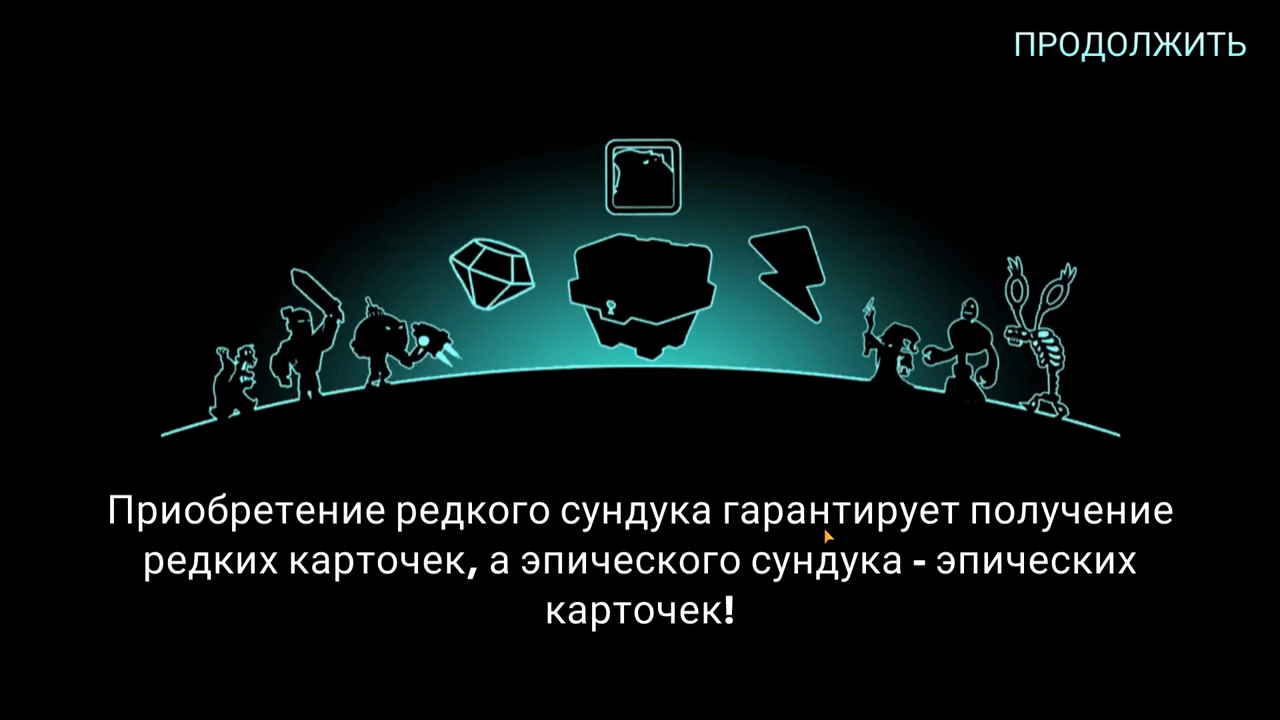 ПРОДОЛЖИТЬ
Приобретение редкого сундука гарантирует получение
редких карточек, а эпического сундука - эпических
карточек!